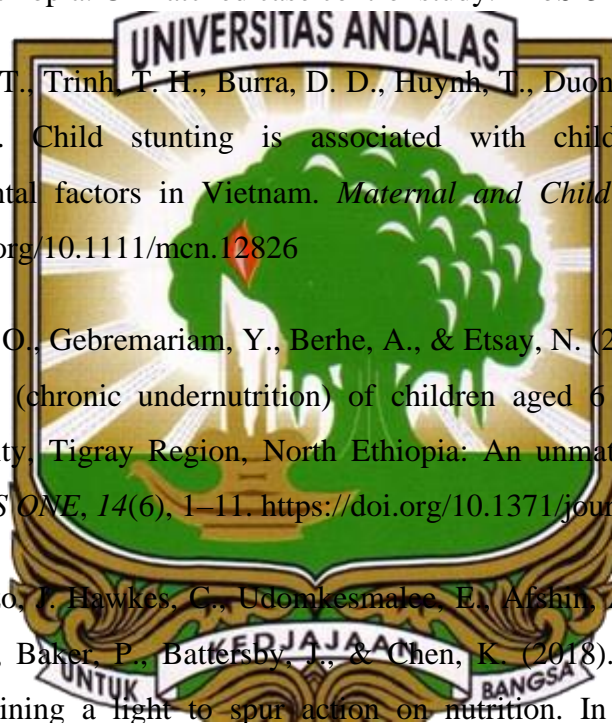 UNIVERSITAS ANDALAS
T., Trinh, T. H., Burra, D. D., Huynh, T., Duon
Child stunting is associated with child
ntal factors in Vietnam. Maternal and Child
org/10.1111/mcn.12826
O., Gebremariam, Y., Berhe, A., & Etsay, N. (2
(chronic undernutrition) of children aged 6
ty, Tigray Region, North Ethiopia: An unmat
S ONE, 14(6), 1–11. https://doi.org/10.1371/jour
o, J. Hawkes, C., Udomkesmalee, E., Afshin,
Baker, P., Battersby, J., & Chen, K. (2018).
ining a light to spur action on nutrition. In
UNTUK KEDJAJAAN BANGSA